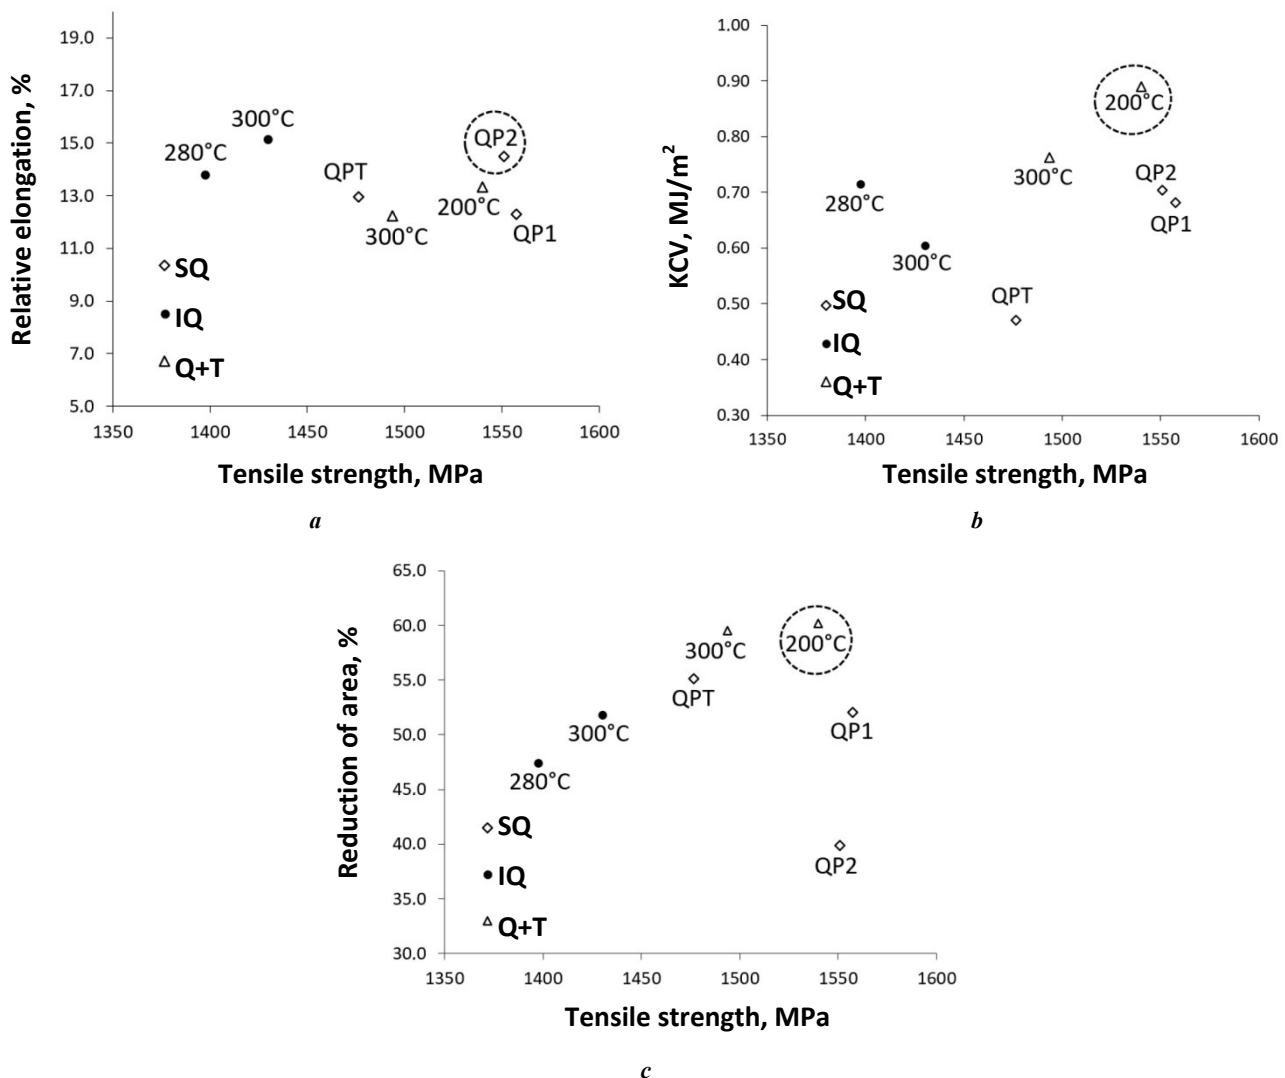 19.0
17.0
15.0
13.0
11.0
9.0
7.0
5.0
Relative elongation, %
300°C
280°C
QP2
QPT
200°C
300°C
QP1
SQ
IQ
Q+T
1350 1400 1450 1500 1550 1600
Tensile strength, MPa
a
1.00
0.90
0.80
0.70
0.60
0.50
0.40
0.30
KCV, MJ/m²
200°C
300°C
QP2
280°C
QP1
300°C
QPT
SQ
IQ
Q+T
1350 1400 1450 1500 1550 1600
Tensile strength, MPa
b
65.0
60.0
55.0
50.0
45.0
40.0
35.0
30.0
Reduction of area, %
200°C
300°C
QPT
300°C
QP1
280°C
QP2
SQ
IQ
Q+T
1350 1400 1450 1500 1550 1600
Tensile strength, MPa
c